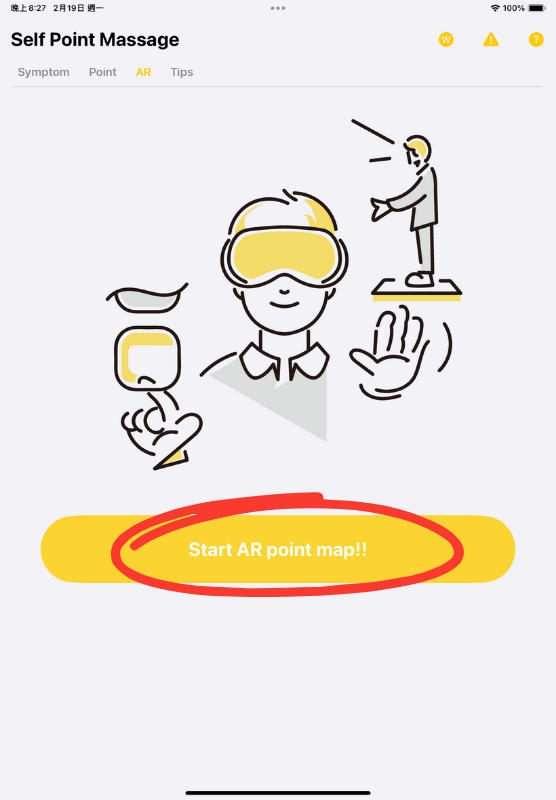 晚上8:27 2月19日 週一
100%
Self Point Massage
W ! ?
Symptom Point AR Tips
Start AR point map!!